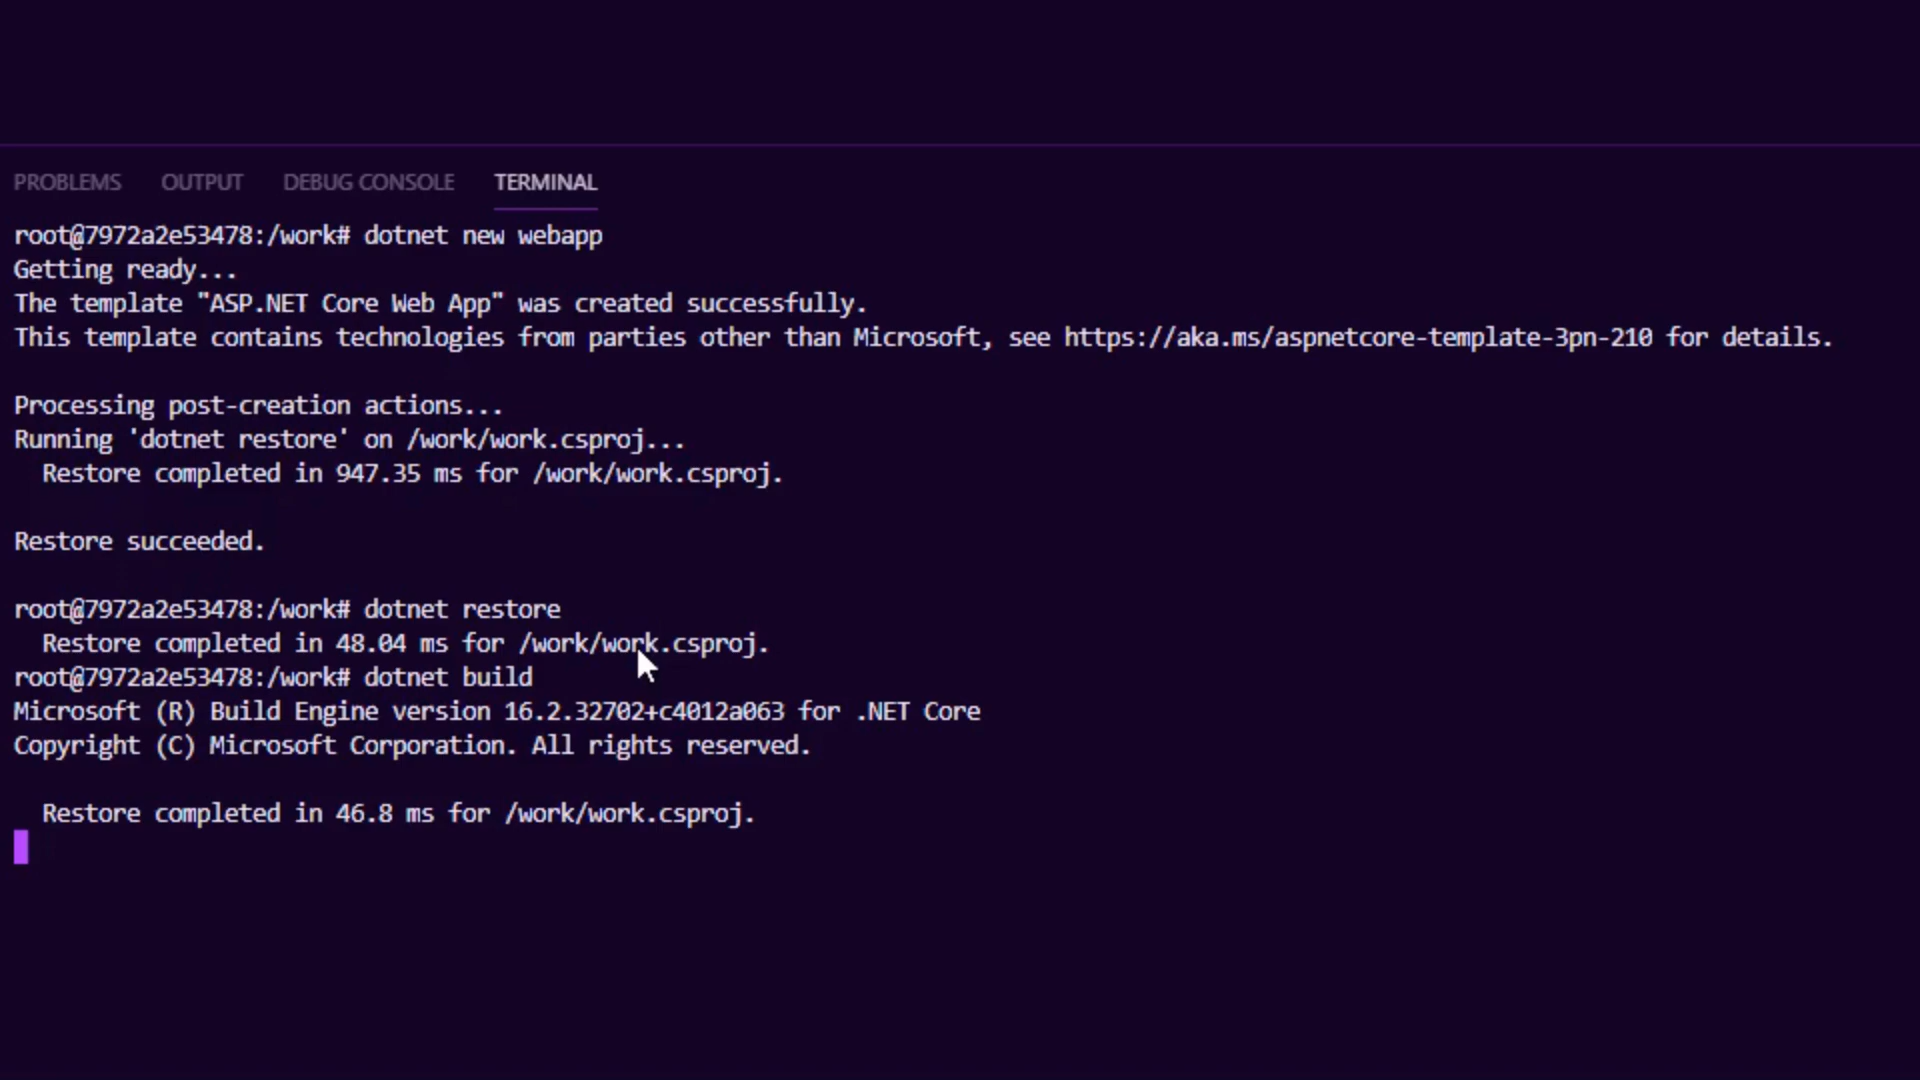 PROBLEMS OUTPUT DEBUG CONSOLE TERMINAL
root@7972a2e53478:/work# dotnet new webapp
Getting ready...
The template "ASP.NET Core Web App" was created successfully.
This template contains technologies from parties other than Microsoft, see https://aka.ms/aspnetcore-template-3pn-210 for details.
Processing post-creation actions...
Running 'dotnet restore' on /work/work.csproj...
Restore completed in 947.35 ms for /work/work.csproj.
Restore succeeded.
root@7972a2e53478:/work# dotnet restore
Restore completed in 48.04 ms for /work/work.csproj.
root@7972a2e53478:/work# dotnet build
Microsoft (R) Build Engine version 16.2.32702+c4012a063 for .NET Core
Copyright (C) Microsoft Corporation. All rights reserved.
Restore completed in 46.8 ms for /work/work.csproj.